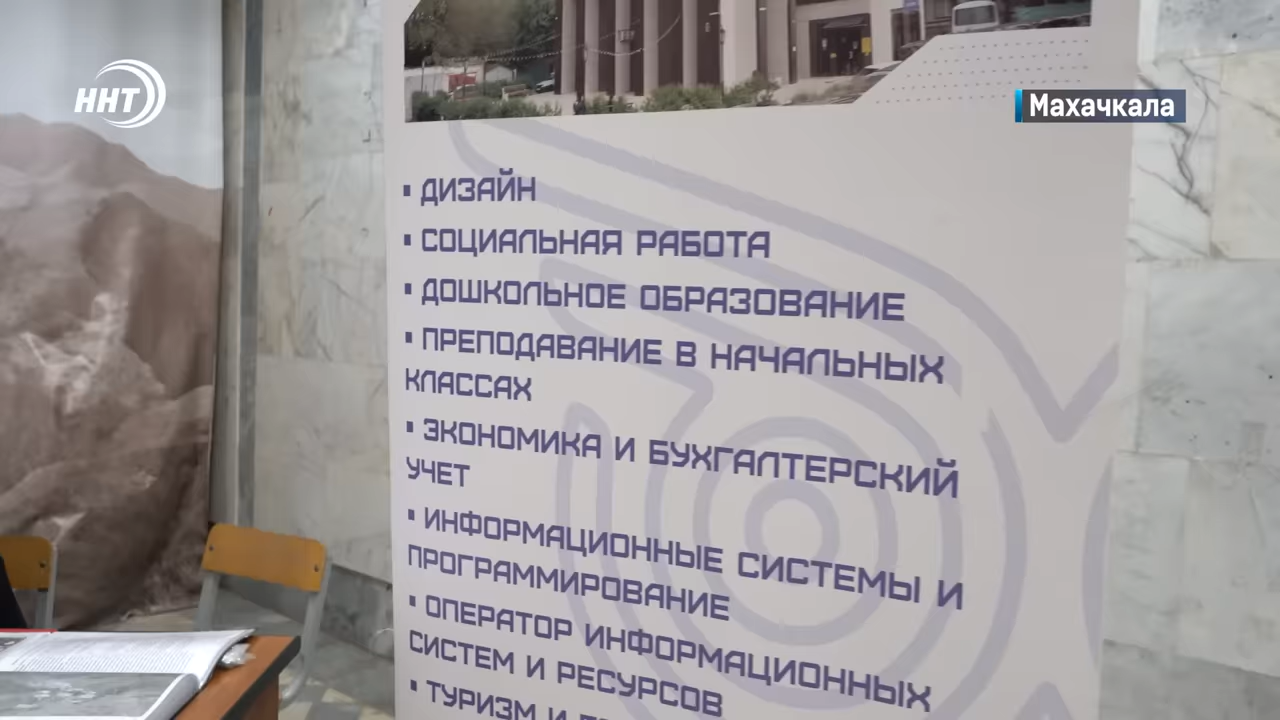 ННТ
Махачкала
▪ ДИЗАЙН
▪ СОЦИАЛЬНАЯ РАБОТА
▪ ДОШКОЛЬНОЕ ОБРАЗОВАНИЕ
▪ ПРЕПОДАВАНИЕ В НАЧАЛЬНЫХ
КЛАССАХ
▪ ЭКОНОМИКА И БУХГАЛТЕРСКИЙ
УЧЕТ
▪ ИНФОРМАЦИОННЫЕ СИСТЕМЫ И
ПРОГРАММИРОВАНИЕ
▪ ОПЕРАТОР ИНФОРМАЦИОННЫХ
СИСТЕМ И РЕСУРСОВ
▪ ТУРИЗМ И